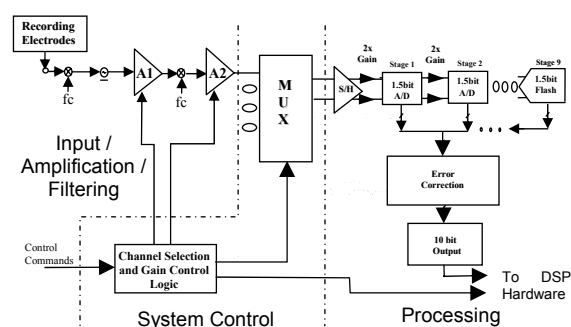 Recording
Electrodes
fc
A1
fc
A2
M
U
X
S/H
2x
Gain
Stage 1
1.5bit
A/D
2x
Gain
Stage 2
1.5bit
A/D
Stage 9
1.5bit
Flash
Input /
Amplification /
Filtering
Error
Correction
10 bit
Output
Control
Commands
Channel Selection
and Gain Control
Logic
To DSP
Hardware
System Control
Processing